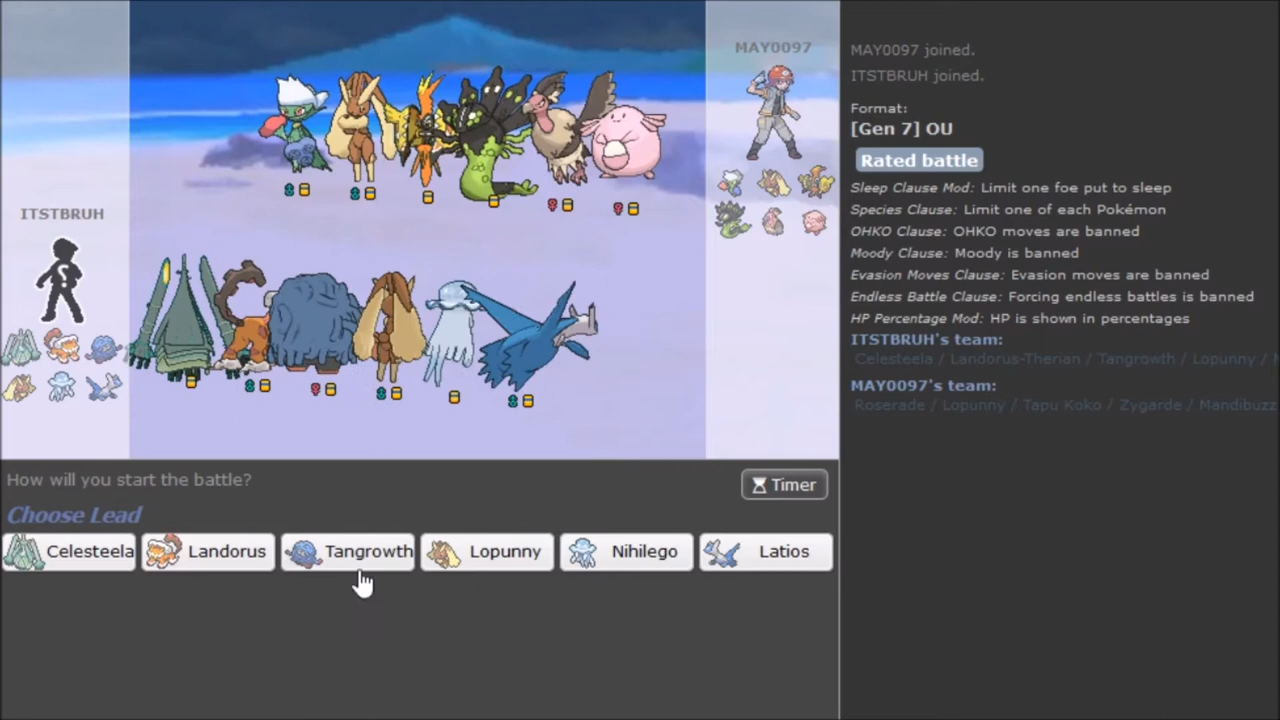 MAY0097
ITSTBRUH
How will you start the battle?
Timer
Choose Lead
Celesteela
Landorus
Tangrowth
Lopunny
Nihilego
Latios
MAY0097 joined.
ITSTBRUH joined.
Format:
[Gen 7] OU
Rated battle
Sleep Clause Mod: Limit one foe put to sleep
Species Clause: Limit one of each Pokémon
OHKO Clause: OHKO moves are banned
Moody Clause: Moody is banned
Evasion Moves Clause: Evasion moves are banned
Endless Battle Clause: Forcing endless battles is banned
HP Percentage Mod: HP is shown in percentages
ITSTBRUH's team:
Celesteela / Landorus-Therian / Tangrowth / Lopunny /
MAY0097's team:
Roserade / Lopunny / Tapu Koko / Zygarde / Mandibuzz